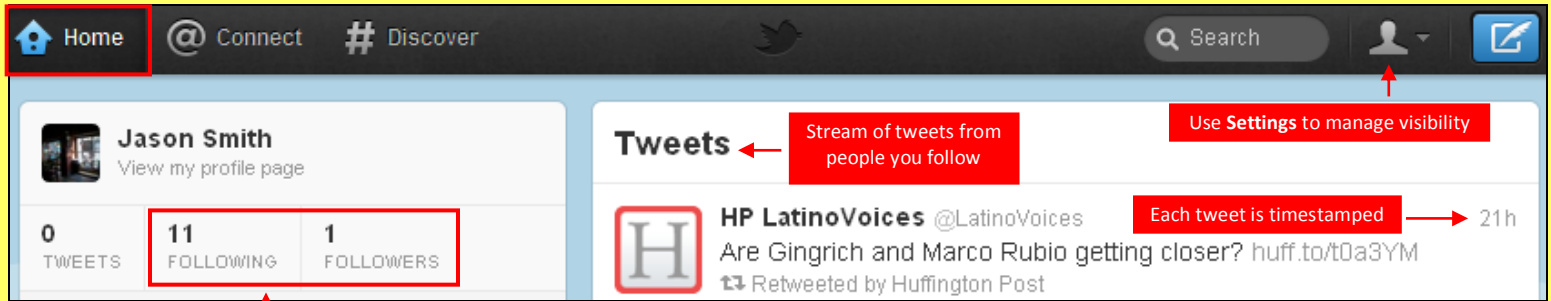 Home
@ Connect
# Discover
Search
Use Settings to manage visibility
Jason Smith
View my profile page
0
TWEETS
11
FOLLOWING
1
FOLLOWERS
Tweets
Stream of tweets from
people you follow
H
HP LatinoVoices @LatinoVoices
Each tweet is timestamped
21h
Are Gingrich and Marco Rubio getting closer? huff.to/t0a3YM
Retweeted by Huffington Post